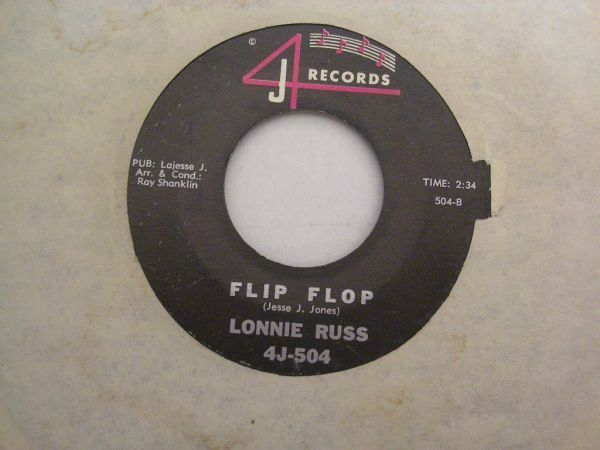 ©
4J RECORDS
PUB: Lajesse J.
Arr. & Cond.:
Ray Shanklin
TIME: 2:34
504-B
FLIP FLOP
(Jesse J. Jones)
LONNIE RUSS
4J-504